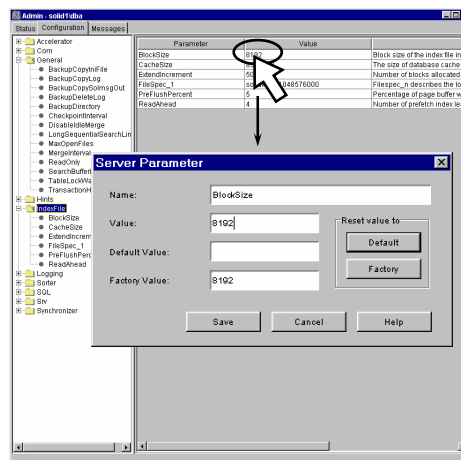 Admin - solid1\dba
Status Configuration Messages
Accelerator
Com
General
BackupCopyIniFile
BackupCopyLog
BackupCopySolmsgOut
BackupDeleteLog
BackupDirectory
CheckpointInterval
DisableIdleMerge
LongSequentialSearchLim
MaxOpenFiles
MergeInterval
ReadOnly
SearchBufferL
TableLockWa
TransactionH
Hints
IndexFile
BlockSize
CacheSize
ExtendIncrem
FileSpec_1
PreFlushPerc
ReadAhead
Logging
Sorter
SQL
Srv
Synchronizer
Parameter Value
BlockSize 8192 Block size of the index file in
CacheSize The size of database cache
ExtendIncrement 50 Number of blocks allocated
FileSpec_1 1048576000 Filespec_n describes the lo
PreFlushPercent 5 Percentage of page buffer w
ReadAhead 4 Number of prefetch index le
Server Parameter
Name: BlockSize
Value: 8192
Default Value:
Factory Value: 8192
Reset value to
Default
Factory
Save Cancel Help